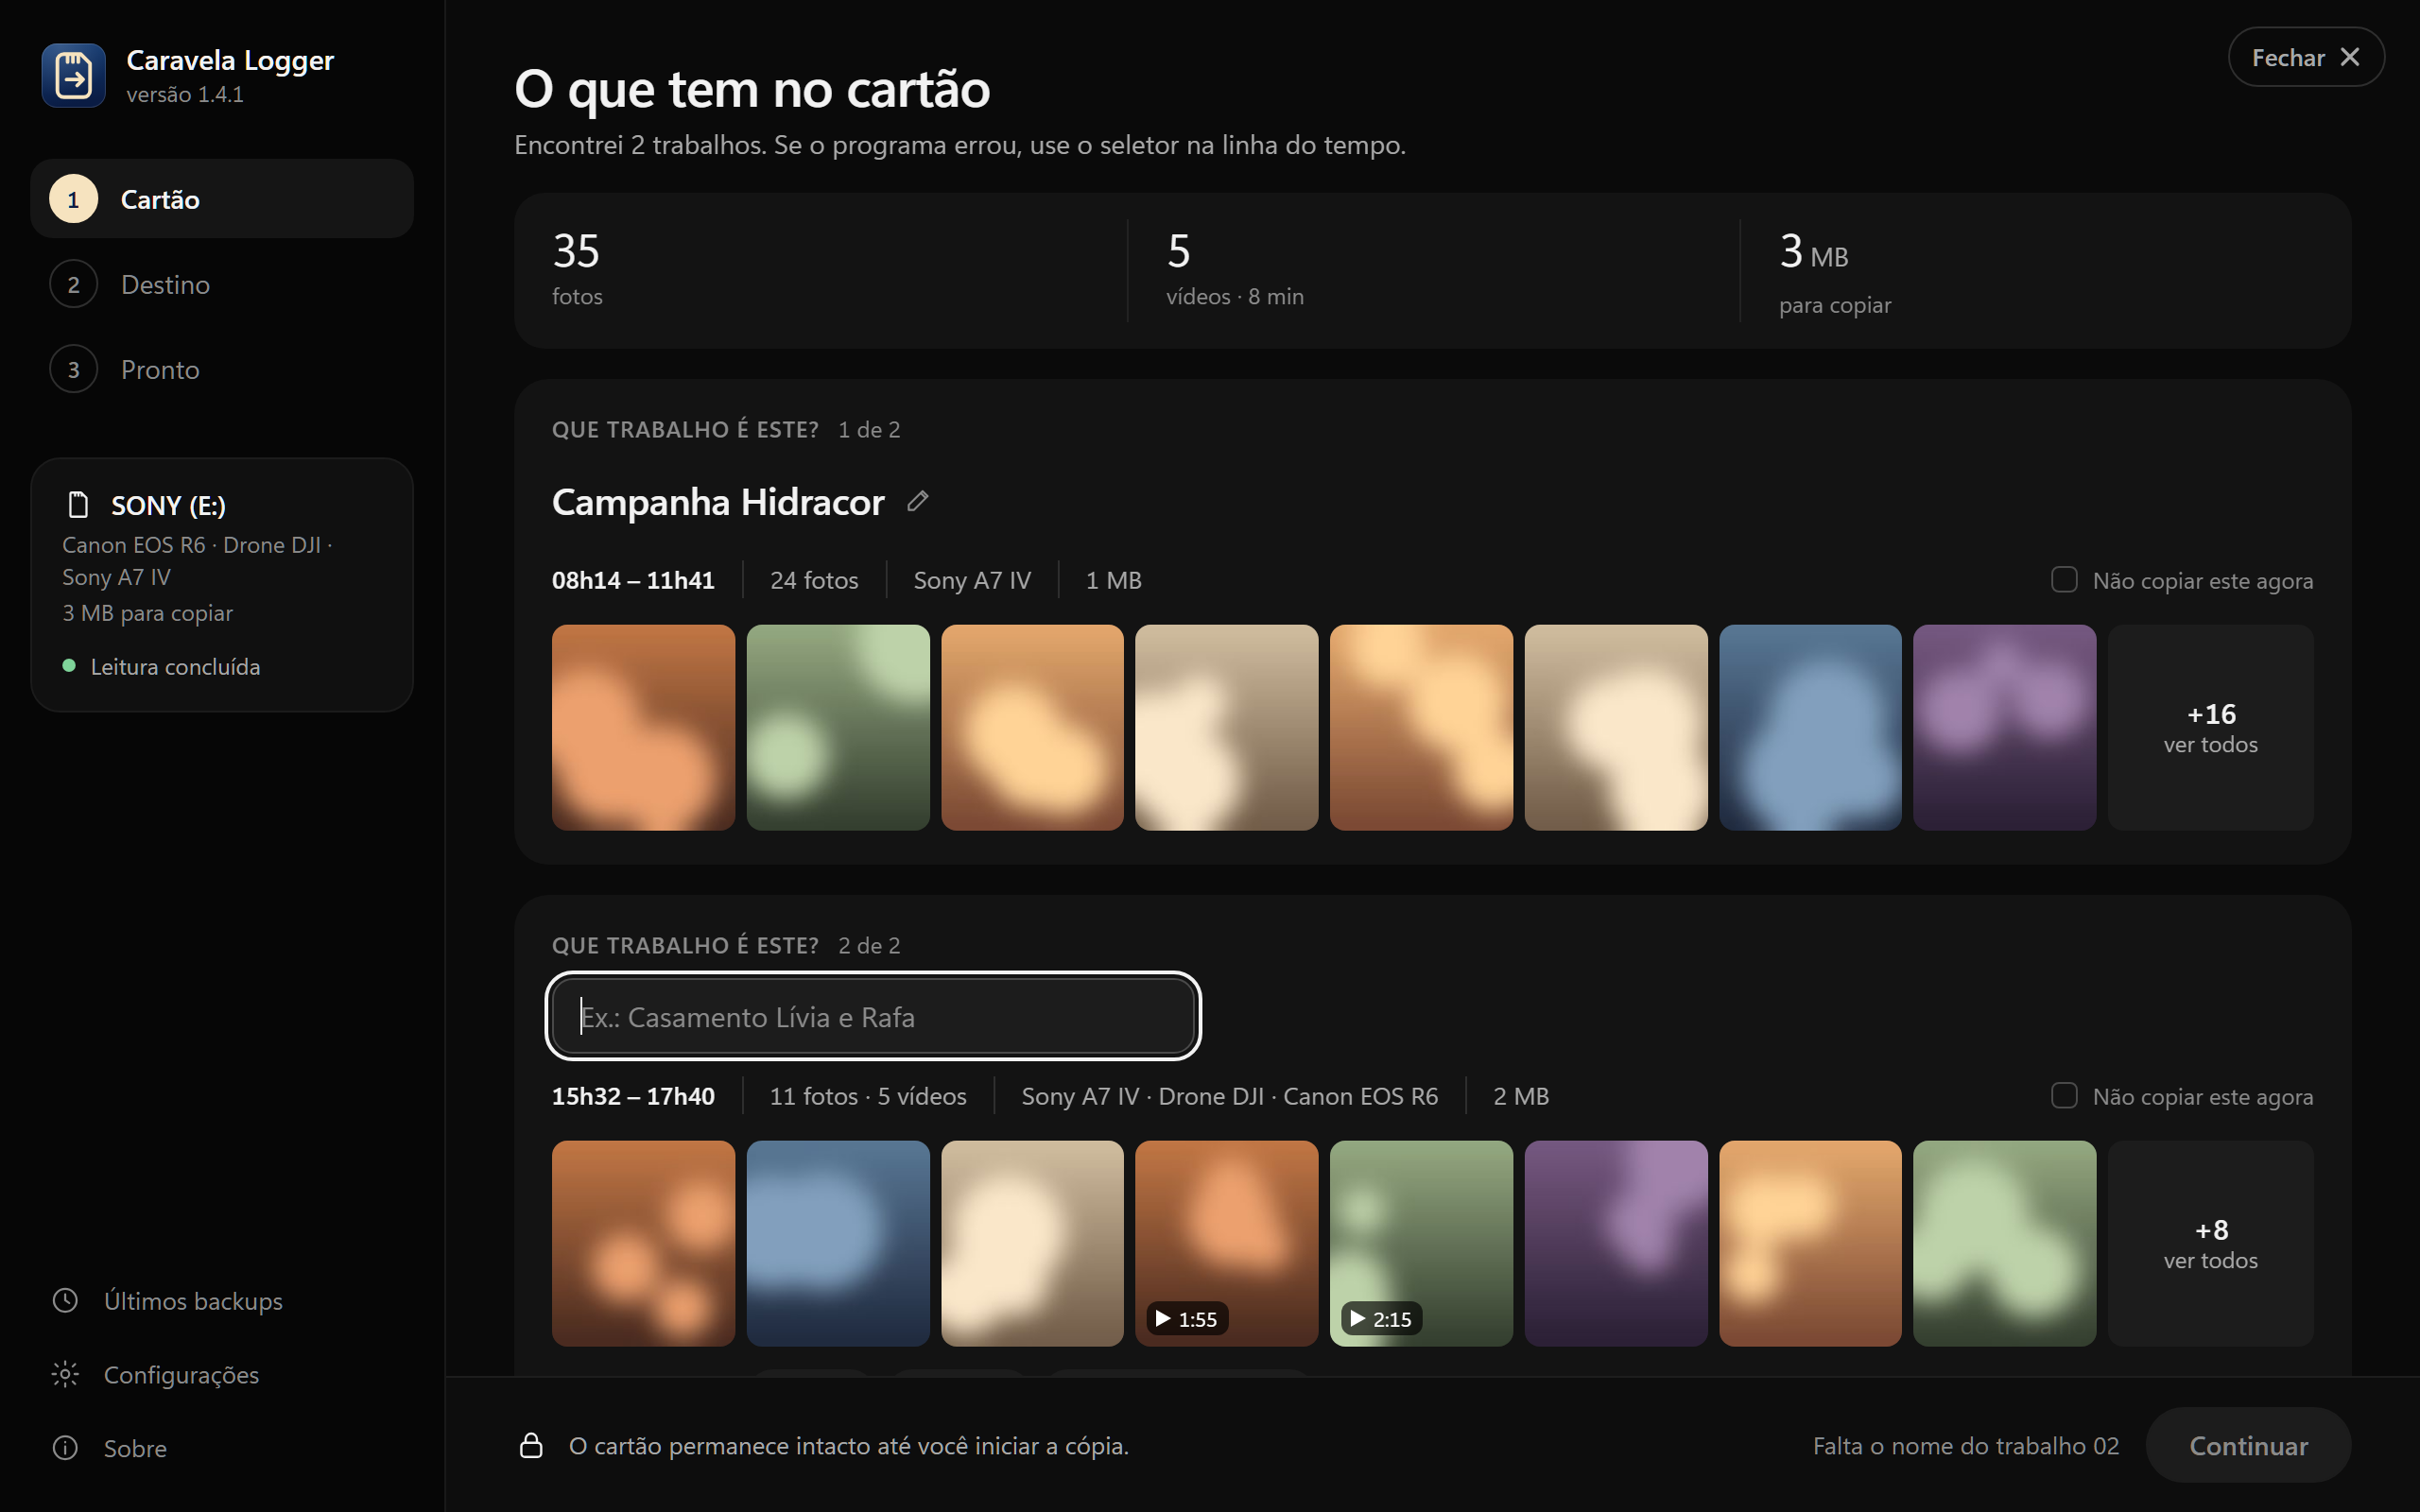 Caravela Logger
versão 1.4.1
1 Cartão
2 Destino
3 Pronto
SONY (E:)
Canon EOS R6 · Drone DJI ·
Sony A7 IV
3 MB para copiar
Leitura concluída
Últimos backups
Configurações
Sobre
Fechar
O que tem no cartão
Encontrei 2 trabalhos. Se o programa errou, use o seletor na linha do tempo.
35
fotos
5
vídeos · 8 min
3 MB
para copiar
QUE TRABALHO É ESTE? 1 de 2
Campanha Hidracor
08h14 – 11h41 24 fotos Sony A7 IV 1 MB Não copiar este agora
+16
ver todos
QUE TRABALHO É ESTE? 2 de 2
Ex.: Casamento Lívia e Rafa
15h32 – 17h40 11 fotos · 5 vídeos Sony A7 IV · Drone DJI · Canon EOS R6 2 MB Não copiar este agora
1:55
2:15
+8
ver todos
O cartão permanece intacto até você iniciar a cópia.
Falta o nome do trabalho 02
Continuar